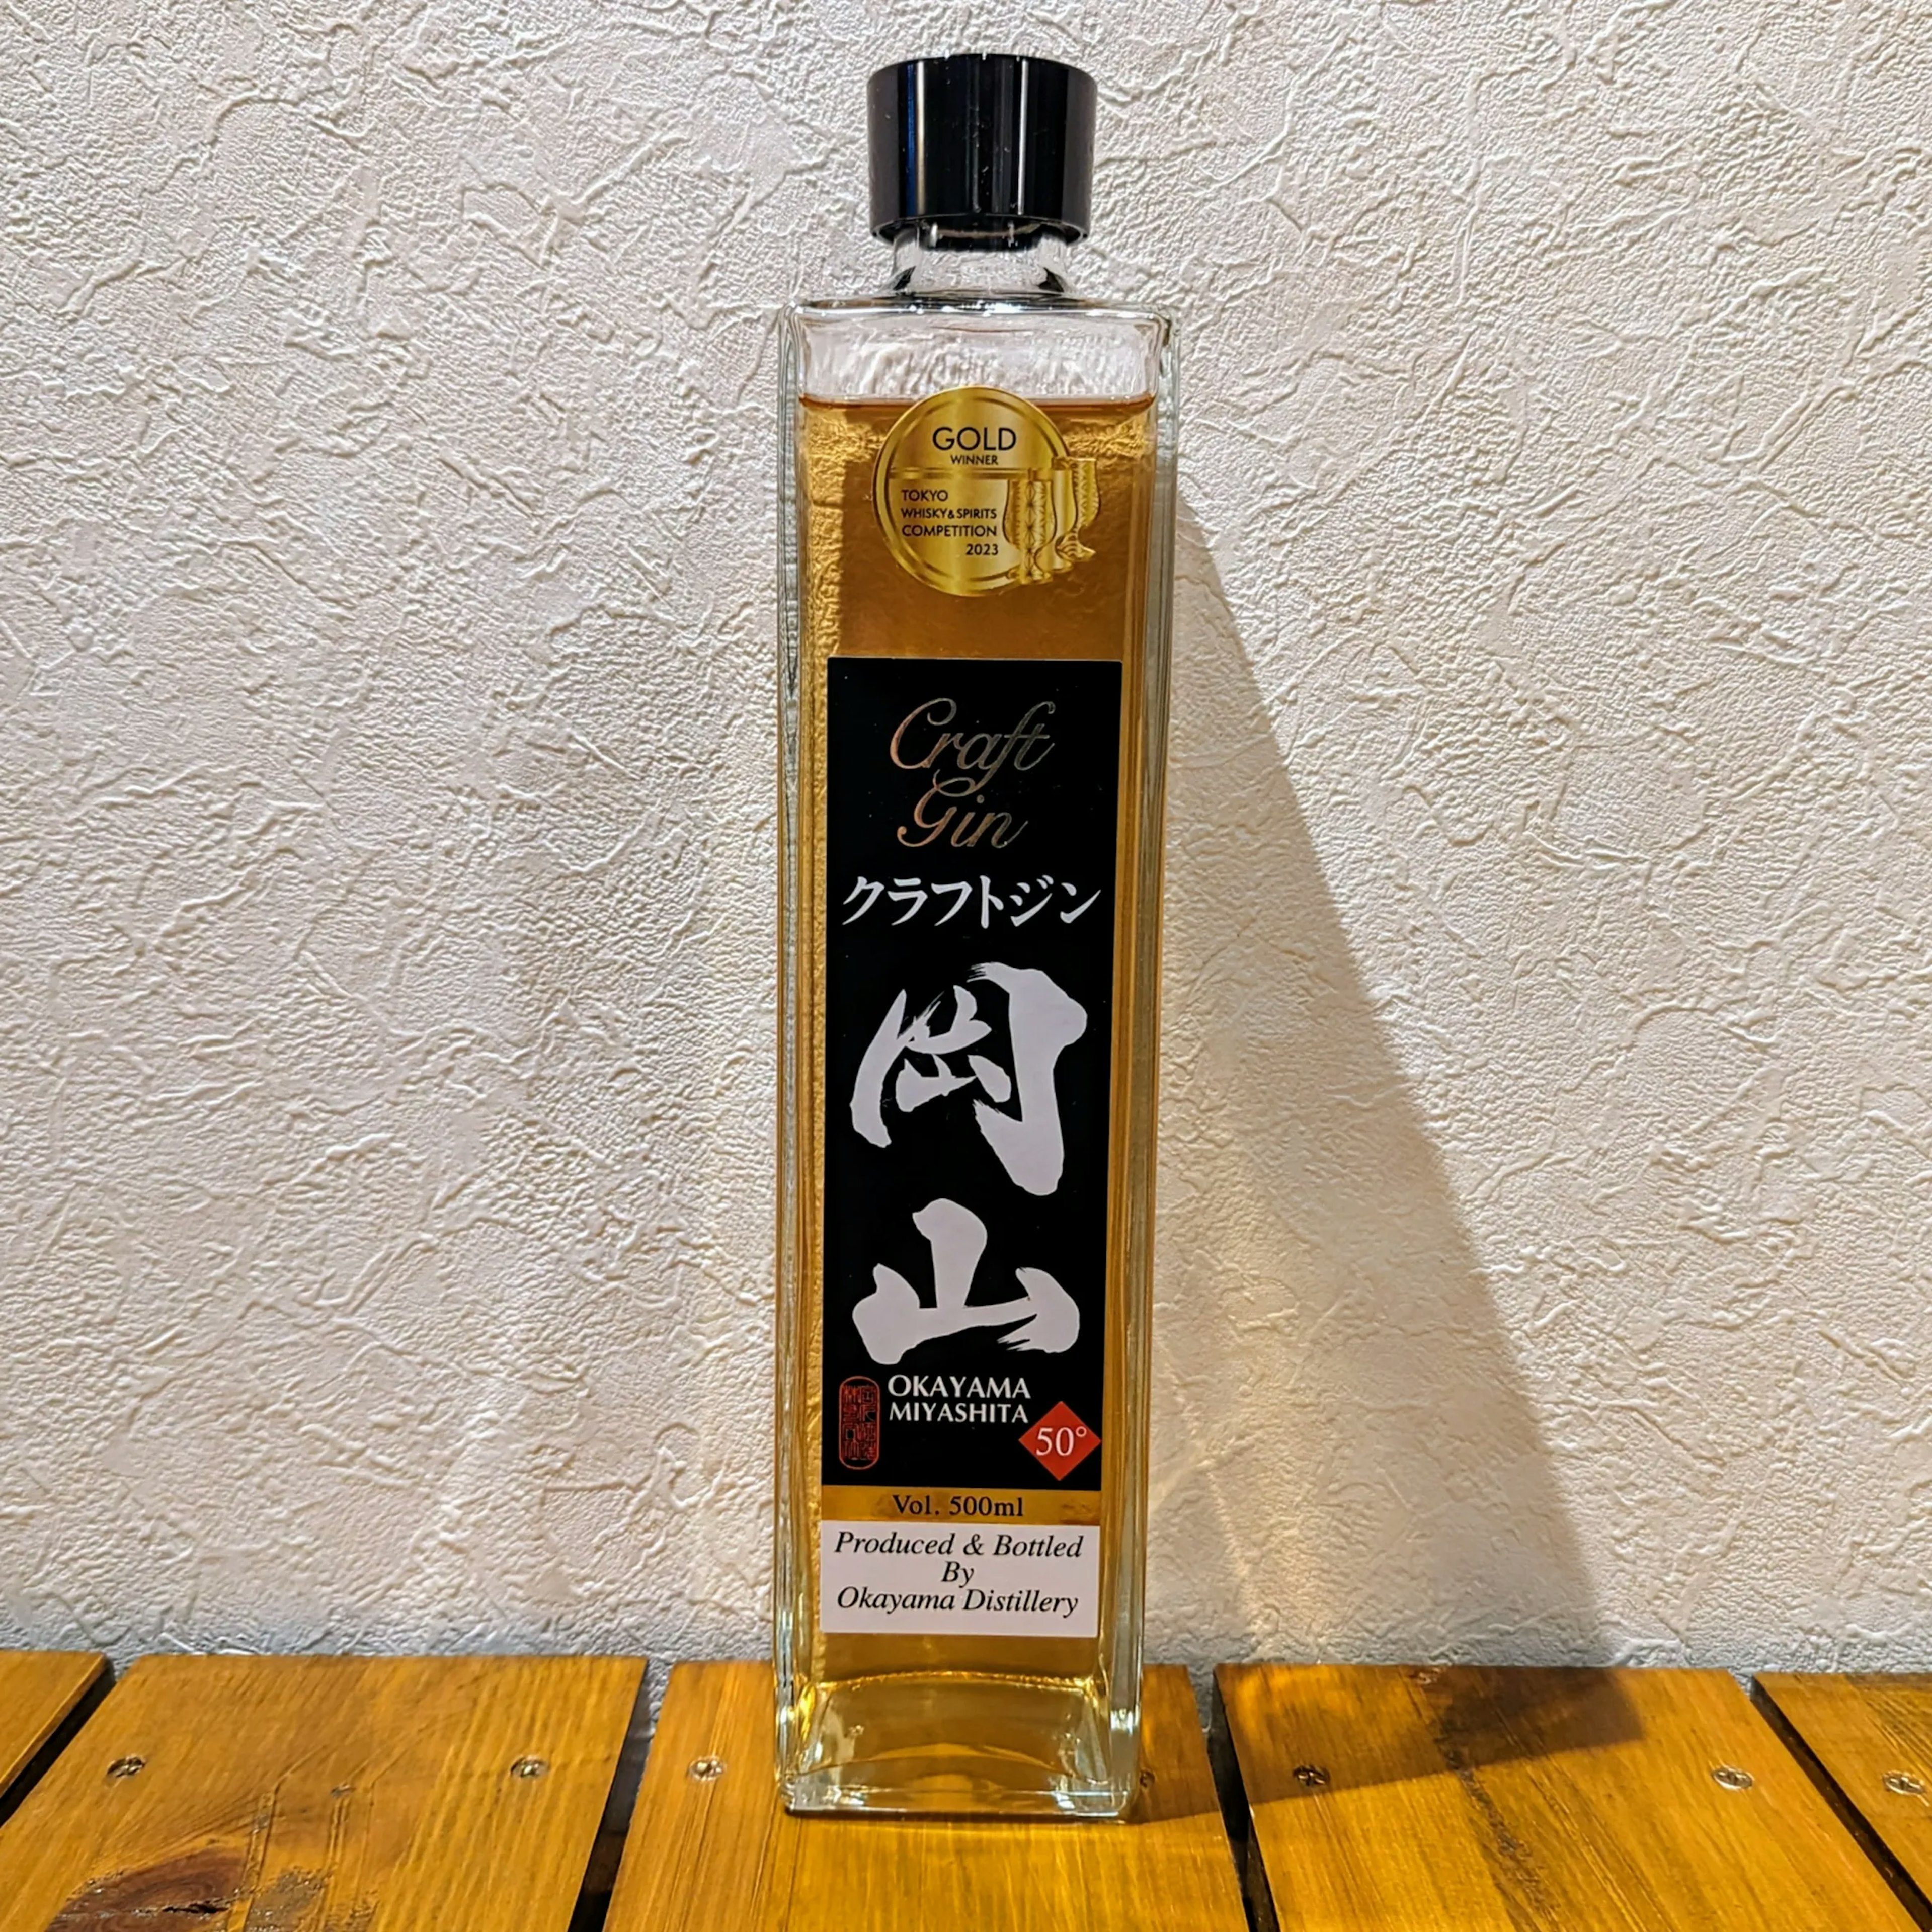 GOLD
WINNER
TOKYO
WHISKY & SPIRITS
COMPETITION
2023
Craft
Gin
クラフトジン
岡
山
OKAYAMA
MIYASHITA
50°
Vol. 500ml
Produced & Bottled
By
Okayama Distillery